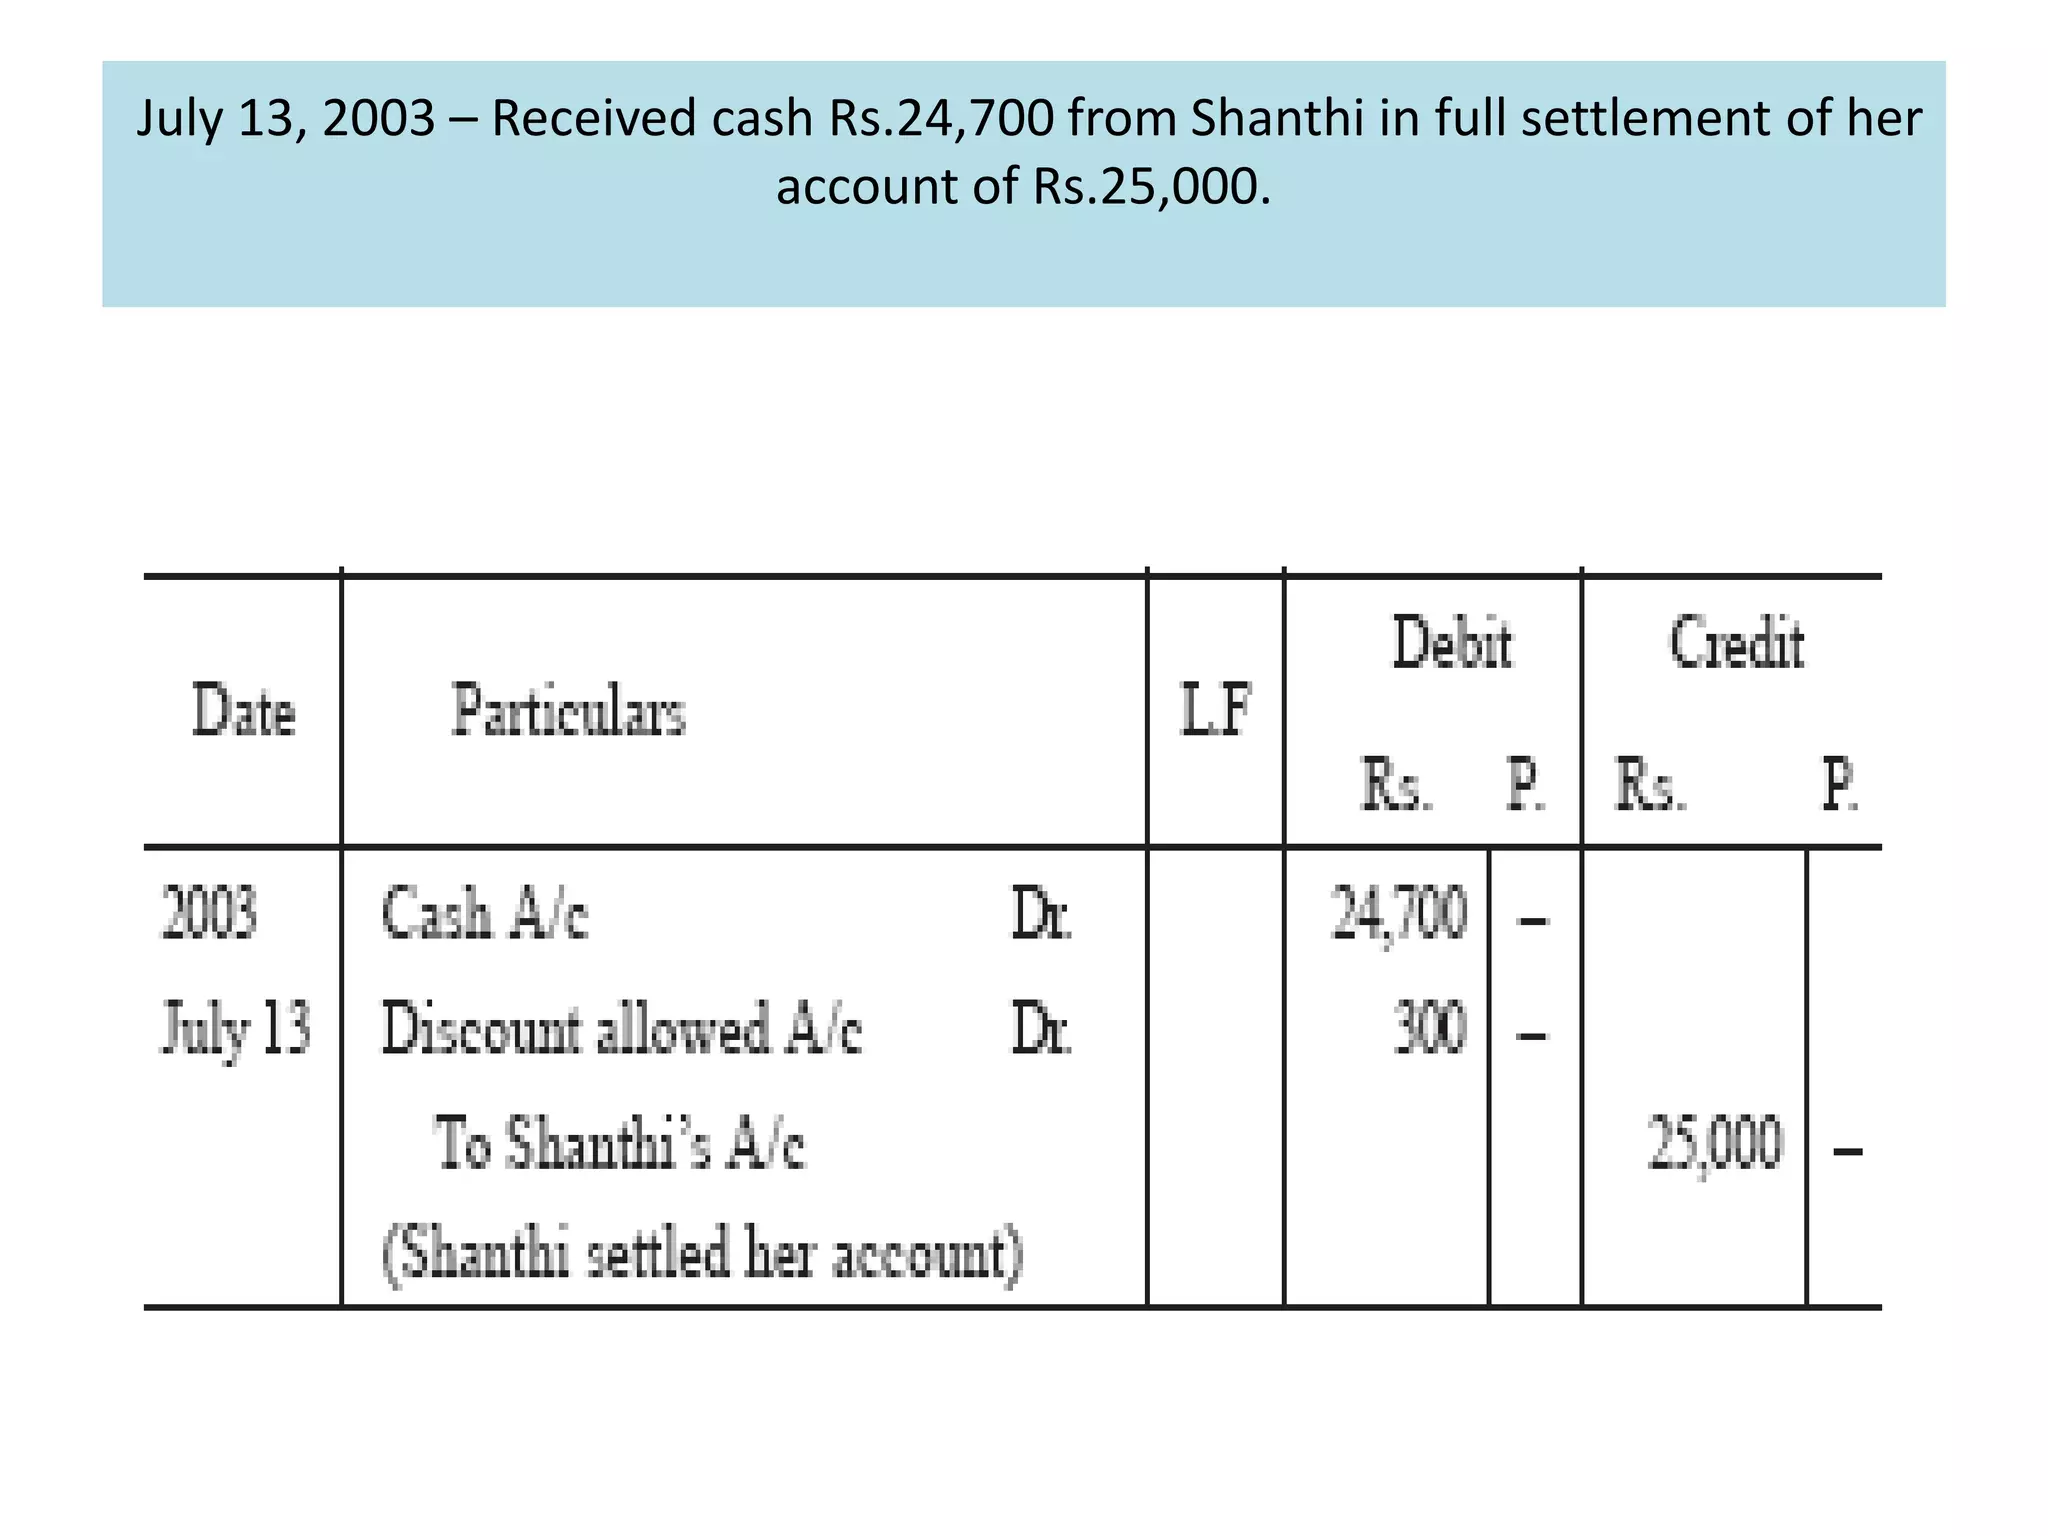 July 13, 2003 – Received cash Rs.24,700 from Shanthi in full settlement of her
account of Rs.25,000.
Date Particulars L.F Debit Credit
Rs. P. Rs. P.
2003 Cash A/c Dr. 24,700 –
July 13 Discount allowed A/c Dr. 300 –
To Shanthi’s A/c 25,000 –
(Shanthi settled her account)